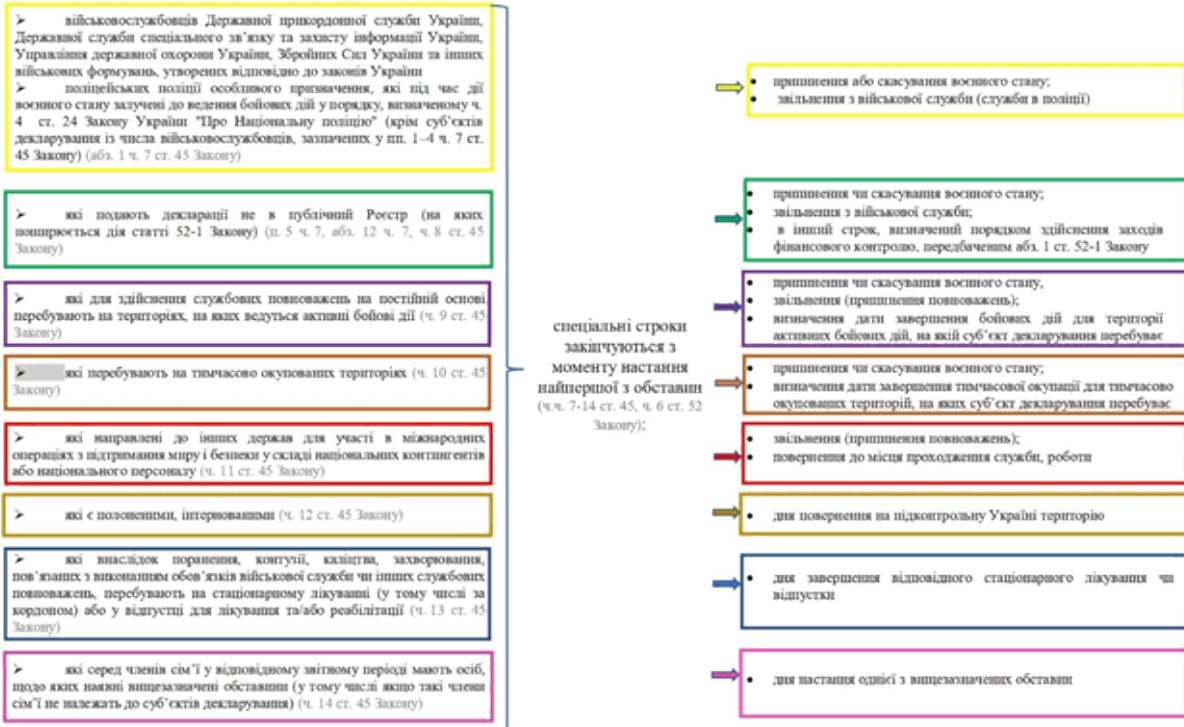 ➤ військовослужбовців Державної прикордонної служби України,
Державної служби спеціального зв’язку та захисту інформації України,
Управління державної охорони України, Збройних Сил України та інших
військових формувань, утворених відповідно до законів України
➤ поліцейських поліції особливого призначення, які під час дії
воєнного стану залучені до ведення бойових дій у порядку, визначеному ч.
4 ст. 24 Закону України "Про Національну поліцію" (крім суб’єктів
декларування із числа військовослужбовців, зазначених у пп. 1–4 ч. 7 ст.
45 Закону) (абз. 1 ч. 7 ст. 45 Закону)
➤ які подають декларації не в публічний Реєстр (на яких
поширюється дія статті 52-1 Закону) (п. 5 ч. 7, абз. 12 ч. 7, ч. 8 ст. 45
Закону)
➤ які для здійснення службових повноважень на постійній основі
перебувають на територіях, на яких ведуться активні бойові дії (ч. 9 ст. 45
Закону)
➤ які перебувають на тимчасово окупованих територіях (ч. 10 ст. 45
Закону)
➤ які направлені до інших держав для участі в міжнародних
операціях з підтримання миру і безпеки у складі національних контингентів
або національного персоналу (ч. 11 ст. 45 Закону)
➤ які є полоненими, інтернованими (ч. 12 ст. 45 Закону)
➤ які внаслідок поранення, контузії, каліцтва, захворювання,
пов’язаних з виконанням обов’язків військової служби чи інших службових
повноважень, перебувають на стаціонарному лікуванні (у тому числі за
кордоном) або у відпустці для лікування та/або реабілітації (ч. 13 ст. 45
Закону)
➤ які серед членів сім’ї у відповідному звітному періоді мають осіб,
щодо яких наявні вищезазначені обставини (у тому числі якщо такі члени
сім’ї не належать до суб’єктів декларування) (ч. 14 ст. 45 Закону)
спеціальні строки
закінчуються з
моменту настання
найпершої з обставин
(ч.ч. 7-14 ст. 45, ч. 6 ст. 52
Закону):
• припинення або скасування воєнного стану;
• звільнення з військової служби (служби в поліції)
• припинення чи скасування воєнного стану;
• звільнення з військової служби;
• в інший строк, визначений порядком здійснення заходів
фінансового контролю, передбаченим абз. 1 ст. 52-1 Закону
• припинення чи скасування воєнного стану,
• звільнення (припинення повноважень);
• визначення дати завершення бойових дій для території
активних бойових дій, на якій суб’єкт декларування перебуває
• припинення чи скасування воєнного стану;
• визначення дати завершення тимчасової окупації для тимчасово
окупованих територій, на яких суб’єкт декларування перебуває
• звільнення (припинення повноважень);
• повернення до місця проходження служби, роботи
• дня повернення на підконтрольну Україні територію
• дня завершення відповідного стаціонарного лікування чи
відпустки
• дня настання однієї з вищезазначених обставин